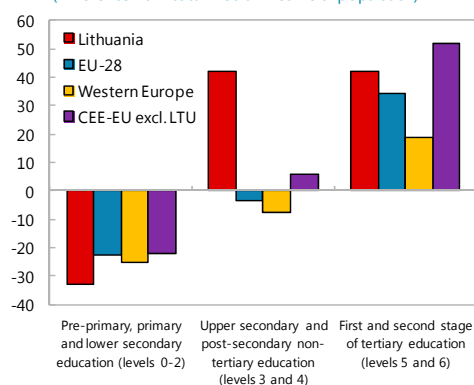 60
50
40
30
20
10
0
-10
-20
-30
-40
Lithuania
EU-28
Western Europe
CEE-EU excl. LTU
Pre-primary, primary
and lower secondary
education (levels 0-2)
Upper secondary and
post-secondary non-
tertiary education
(levels 3 and 4)
First and second stage
of tertiary education
(levels 5 and 6)